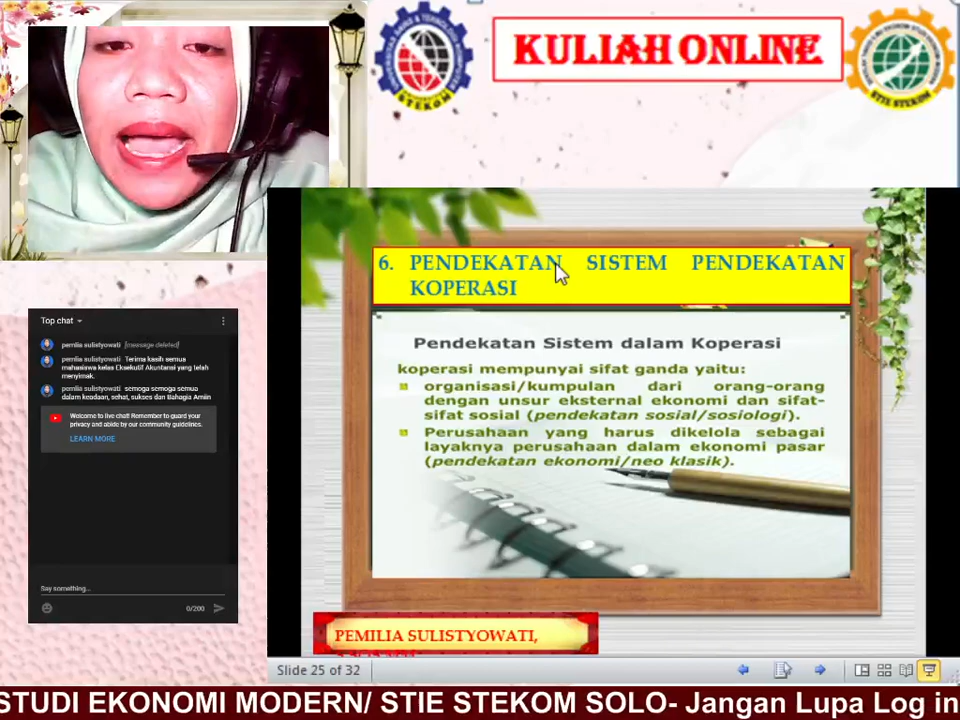 KULIAH ONLINE
STEKOM
STIE STEKOM
6. PENDEKATAN SISTEM PENDEKATAN
KOPERASI
Pendekatan Sistem dalam Koperasi
koperasi mempunyai sifat ganda yaitu:
organisasi/kumpulan dari orang-orang
dengan unsur eksternal ekonomi dan sifat-
sifat sosial (pendekatan sosial/sosiologi).
Perusahaan yang harus dikelola sebagai
layaknya perusahaan dalam ekonomi pasar
(pendekatan ekonomi/neo klasik).
Top chat
pemilia sulistyowati [message deleted]
pemilia sulistyowati Terima kasih semua
mahasiswa kelas Eksekutif Akuntansi yang telah
menyimak.
pemilia sulistyowati semoga semoga semua
dalam keadaan, sehat, sukses dan Bahagia Amiin
Welcome to live chat! Remember to guard your
privacy and abide by our community guidelines.
LEARN MORE
Say something...
0/200
PEMILIA SULISTYOWATI,
Slide 25 of 32
STUDI EKONOMI MODERN/ STIE STEKOM SOLO- Jangan Lupa Log in